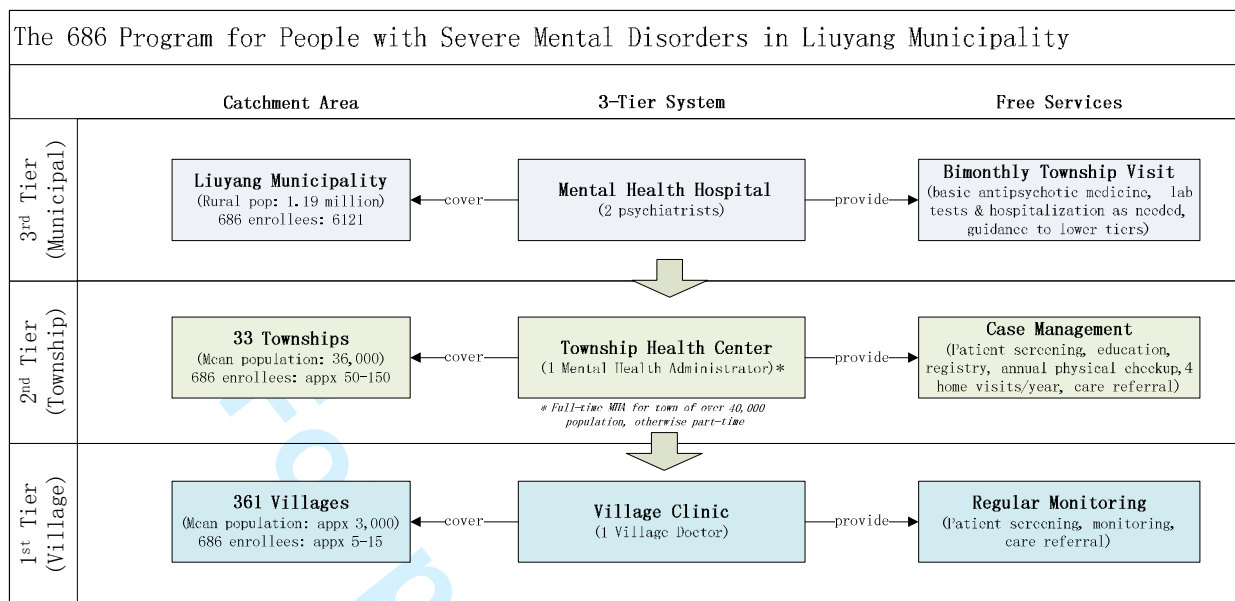 The 686 Program for People with Severe Mental Disorders in Liuyang Municipality
Catchment Area
3-Tier System
Free Services
3rd Tier
(Municipal)
Liuyang Municipality
(Rural pop: 1.19 million)
686 enrollees: 6121
cover
Mental Health Hospital
(2 psychiatrists)
provide
Bimonthly Township Visit
(basic antipsychotic medicine, lab
tests & hospitalization as needed,
guidance to lower tiers)
2nd Tier
(Township)
33 Townships
(Mean population: 36,000)
686 enrollees: appx 50-150
cover
Township Health Center
(1 Mental Health Administrator)*
provide
Case Management
(Patient screening, education,
registry, annual physical checkup, 4
home visits/year, care referral)
* Full-time MHA for town of over 40,000
population, otherwise part-time
1st Tier
(Village)
361 Villages
(Mean population: appx 3,000)
686 enrollees: appx 5-15
cover
Village Clinic
(1 Village Doctor)
provide
Regular Monitoring
(Patient screening, monitoring,
care referral)